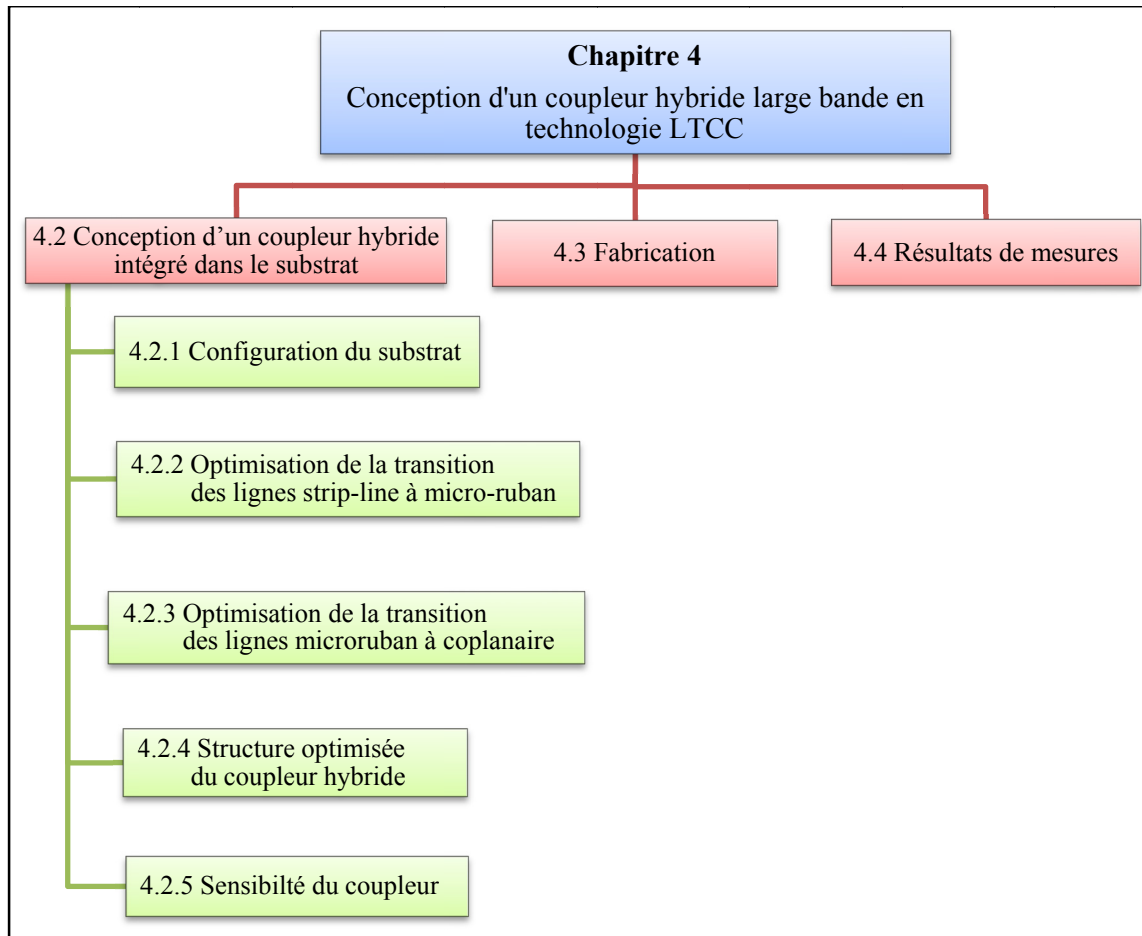 Chapitre 4
Conception d'un coupleur hybride large bande en
technologie LTCC
4.2 Conception d’un coupleur hybride
intégré dans le substrat
4.3 Fabrication
4.4 Résultats de mesures
4.2.1 Configuration du substrat
4.2.2 Optimisation de la transition
des lignes strip-line à micro-ruban
4.2.3 Optimisation de la transition
des lignes microruban à coplanaire
4.2.4 Structure optimisée
du coupleur hybride
4.2.5 Sensibilté du coupleur